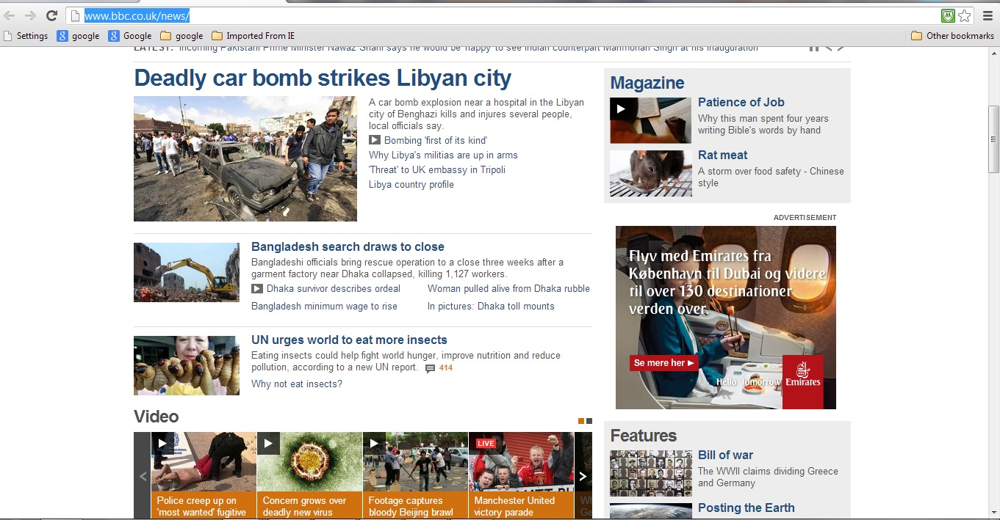 www.bbc.co.uk/news/
Settings
google
Google
google
Imported From IE
Other bookmarks
LATEST: Incoming Pakistani Prime Minister Nawaz Sharif says he would be 'happy' to see Indian counterpart Manmohan Singh at his inauguration
Deadly car bomb strikes Libyan city
A car bomb explosion near a hospital in the Libyan
city of Benghazi kills and injures several people,
local officials say.
Bombing 'first of its kind'
Why Libya's militias are up in arms
'Threat' to UK embassy in Tripoli
Libya country profile
Bangladesh search draws to close
Bangladeshi officials bring rescue operation to a close three weeks after a
garment factory near Dhaka collapsed, killing 1,127 workers.
Dhaka survivor describes ordeal
Woman pulled alive from Dhaka rubble
Bangladesh minimum wage to rise
In pictures: Dhaka toll mounts
UN urges world to eat more insects
Eating insects could help fight world hunger, improve nutrition and reduce
pollution, according to a new UN report. 414
Why not eat insects?
Video
Police creep up on
'most wanted' fugitive
Concern grows over
deadly new virus
Footage captures
bloody Beijing brawl
LIVE
Manchester United
victory parade
Magazine
Patience of Job
Why this man spent four years
writing Bible's words by hand
Rat meat
A storm over food safety - Chinese
style
ADVERTISEMENT
Flyv med Emirates fra
København til Dubai og videre
til over 130 destinationer
verden over.
Se mere her
Hello Tomorrow
Emirates
Features
Bill of war
The WWII claims dividing Greece
and Germany
Posting the Earth